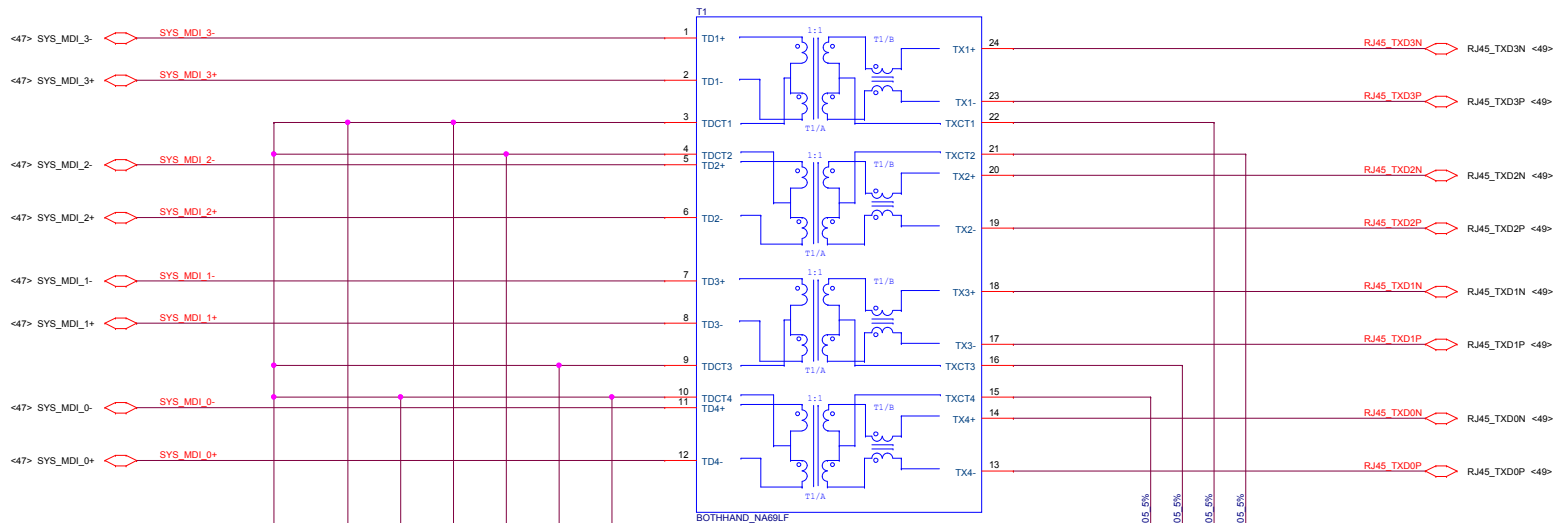 T1
<47> SYS_MDI_3- SYS_MDI_3- 1 TD1+ 1:1 T1/B TX1+ 24 RJ45_TXD3N RJ45_TXD3N <49>
<47> SYS_MDI_3+ SYS_MDI_3+ 2 TD1- TX1- 23 RJ45_TXD3P RJ45_TXD3P <49>
3 TDCT1 T1/A TXCT1 22
4 TDCT2 1:1 TXCT2 21
<47> SYS_MDI_2- SYS_MDI_2- 5 TD2+ T1/B TX2+ 20 RJ45_TXD2N RJ45_TXD2N <49>
<47> SYS_MDI_2+ SYS_MDI_2+ 6 TD2- TX2- 19 RJ45_TXD2P RJ45_TXD2P <49>
T1/A
<47> SYS_MDI_1- SYS_MDI_1- 7 TD3+ 1:1 T1/B TX3+ 18 RJ45_TXD1N RJ45_TXD1N <49>
<47> SYS_MDI_1+ SYS_MDI_1+ 8 TD3- TX3- 17 RJ45_TXD1P RJ45_TXD1P <49>
9 TDCT3 T1/A TXCT3 16
10 TDCT4 1:1 TXCT4 15
<47> SYS_MDI_0- SYS_MDI_0- 11 TD4+ T1/B TX4+ 14 RJ45_TXD0N RJ45_TXD0N <49>
<47> SYS_MDI_0+ SYS_MDI_0+ 12 TD4- TX4- 13 RJ45_TXD0P RJ45_TXD0P <49>
T1/A
BOTHHAND_NA69LF
05_5%
05_5%
05_5%
05_5%